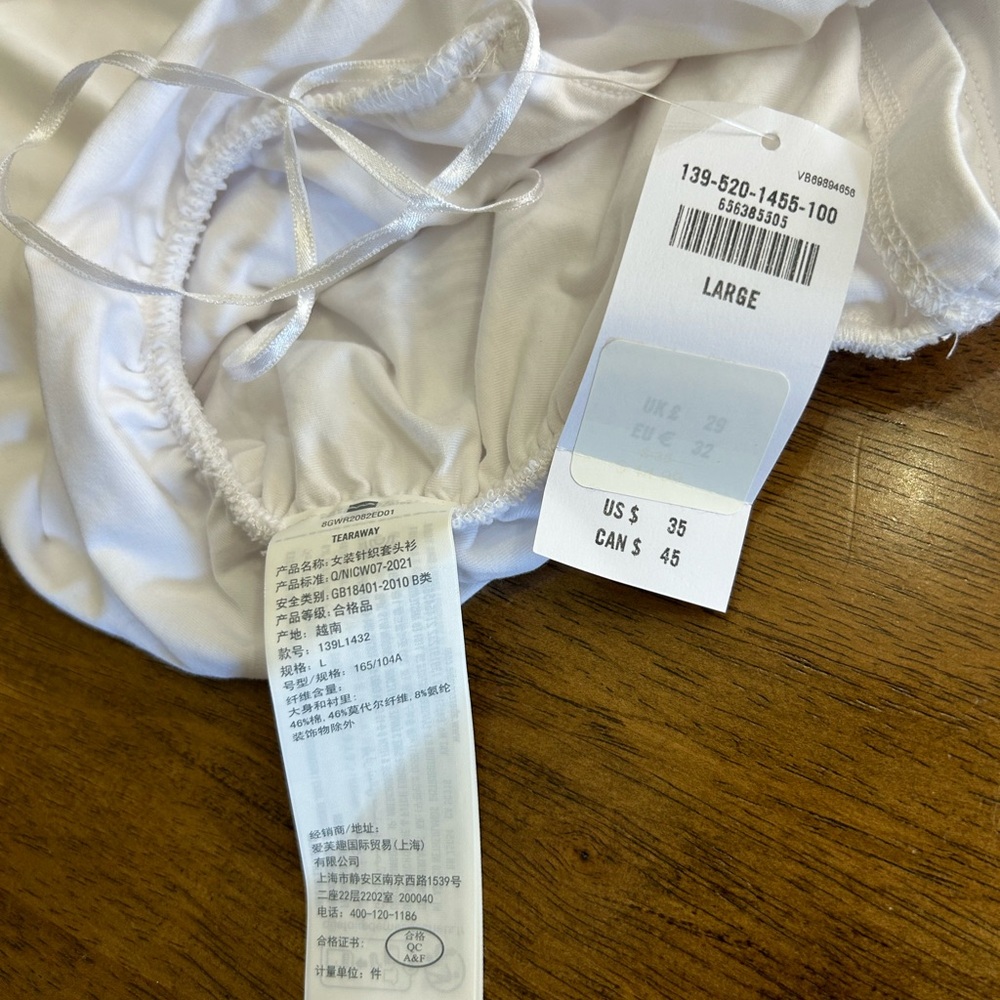 VB69894656
139-520-1455-100
656385505
LARGE
UK £ 29
EU € 32
US $ 35
CAN $ 45
8GWR2082ED01
TEARAWAY
产品名称: 女装针织套头衫
产品标准: Q/NICW07-2021
安全类别: GB18401-2010 B类
产品等级: 合格品
产地: 越南
款号: 139L1432
规格: L
号型/规格: 165/104A
纤维含量:
大身和衬里:
46%棉, 46%莫代尔纤维, 8%氨纶
装饰物除外
经销商/地址:
爱芙趣国际贸易(上海)
有限公司
上海市静安区南京西路1539号
二座22层2202室 200040
电话: 400-120-1186
合格证书:
合格
QC
A&F
计量单位: 件